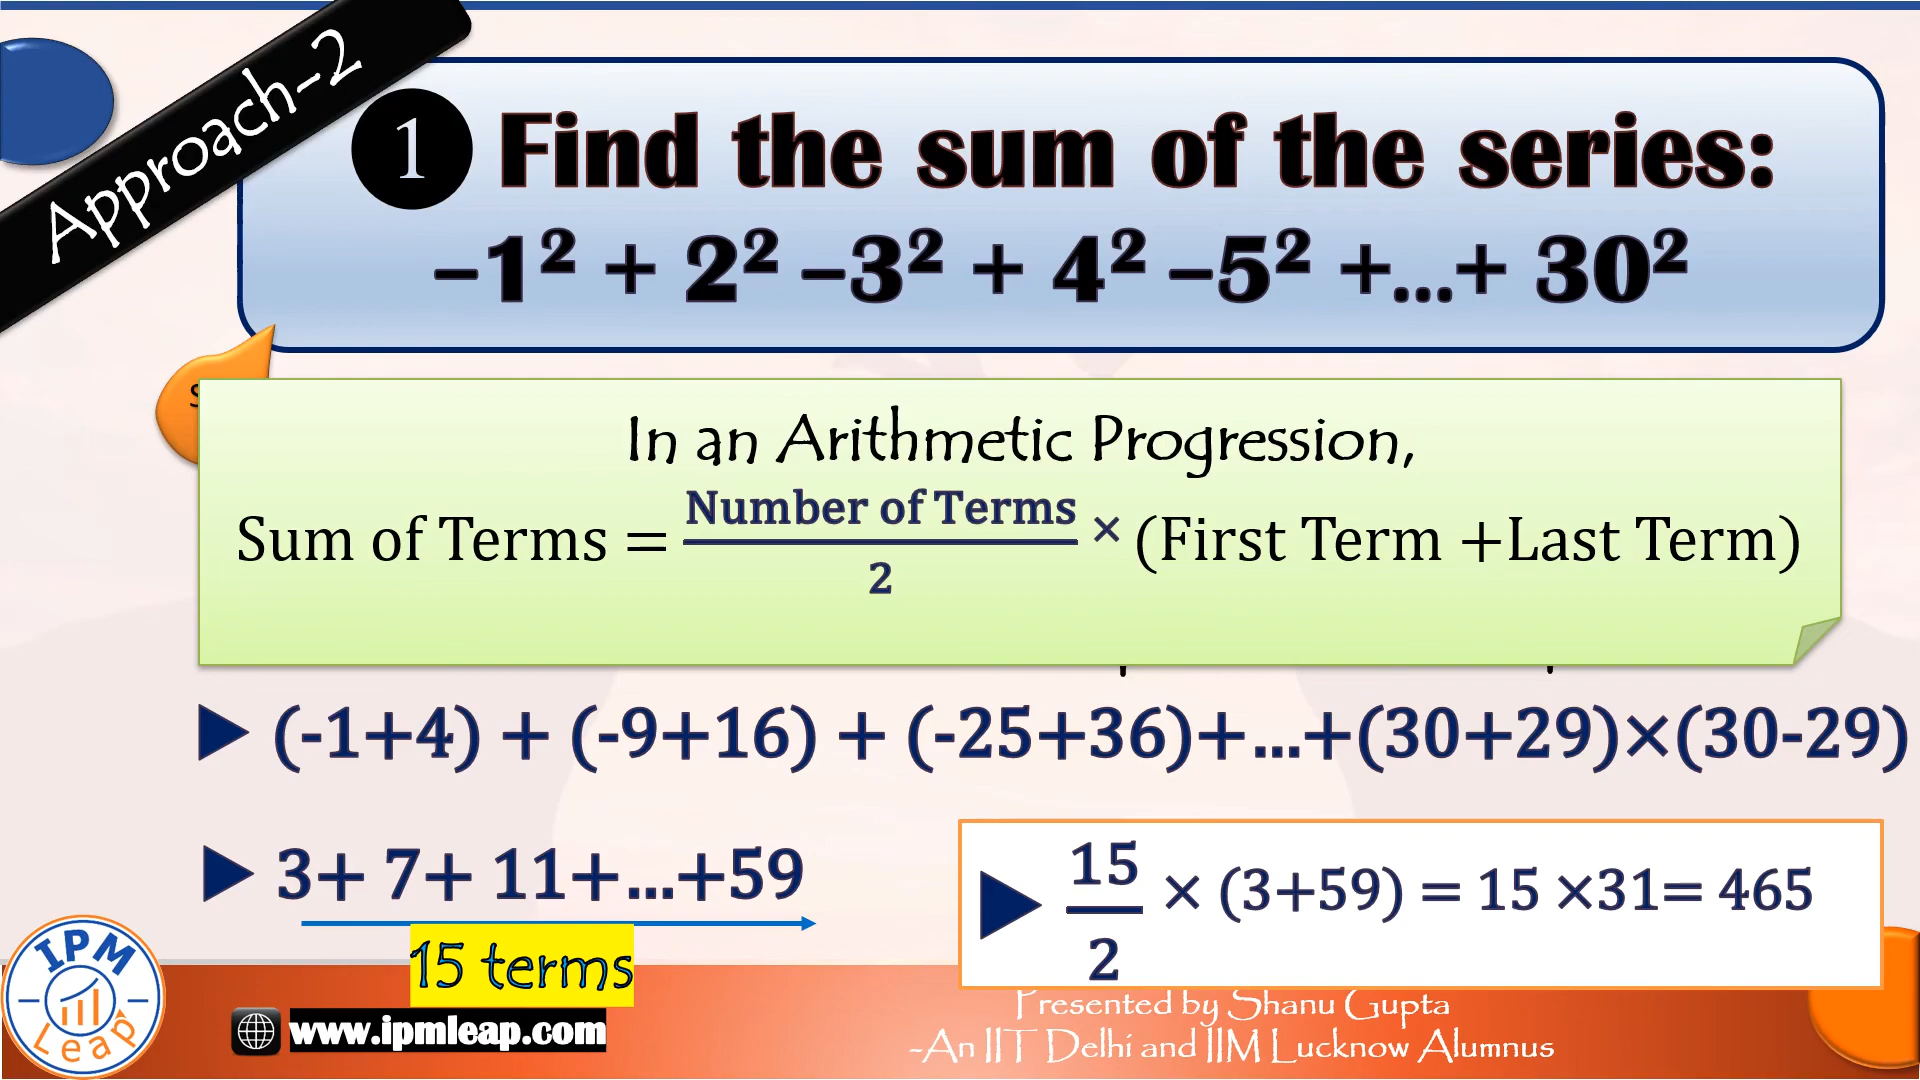 Approach-2
1 Find the sum of the series:
–1² + 2² –3² + 4² –5² +...+ 30²
S
In an Arithmetic Progression,
Sum of Terms = Number of Terms / 2 × (First Term +Last Term)
(-1+4) + (-9+16) + (-25+36)+...+(30+29)×(30-29)
3+ 7+ 11+...+59
15 terms
15/2 × (3+59) = 15 ×31= 465
IPM
Leap
www.ipmleap.com
Presented by Shanu Gupta
-An IIT Delhi and IIM Lucknow Alumnus